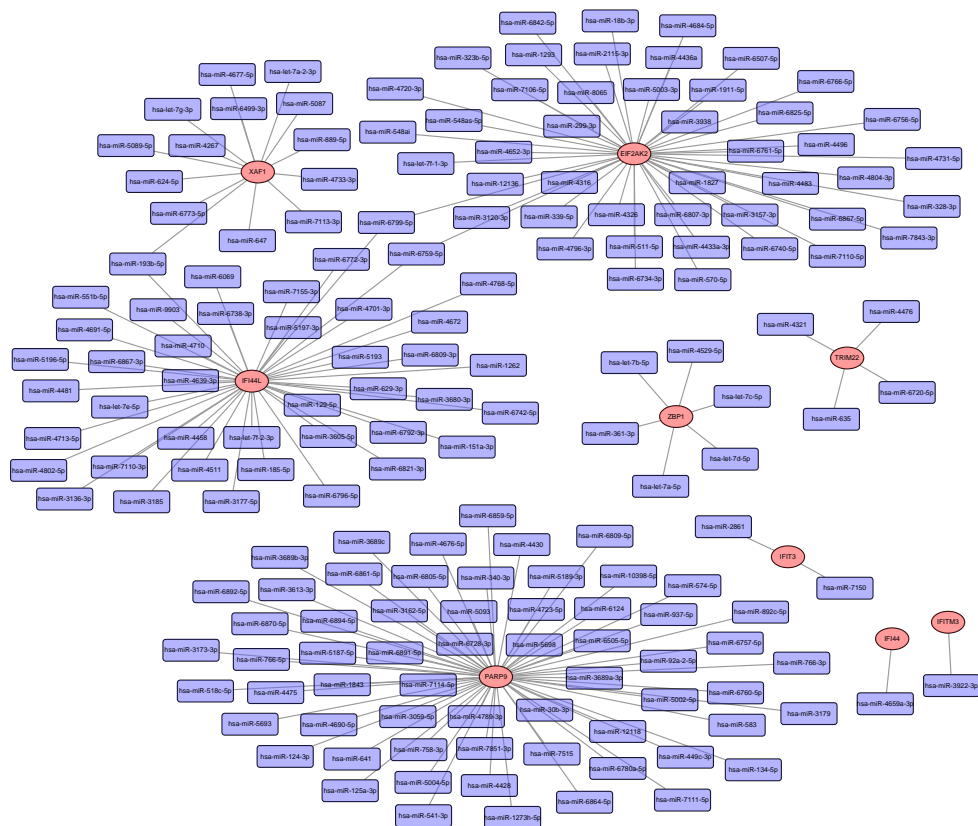 hsa-miR-6842-5p
hsa-miR-18b-3p
hsa-miR-4684-5p
hsa-miR-323b-5p
hsa-miR-1293
hsa-miR-2115-3p
hsa-miR-4436a
hsa-miR-6507-5p
hsa-miR-4677-5p
hsa-let-7a-2-3p
hsa-miR-4720-3p
hsa-miR-7106-5p
hsa-miR-8065
hsa-miR-5003-3p
hsa-miR-1911-5p
hsa-miR-6766-5p
hsa-let-7g-3p
hsa-miR-6499-3p
hsa-miR-5087
hsa-miR-548as-5p
hsa-miR-299-3p
hsa-miR-3938
hsa-miR-6825-5p
hsa-miR-6756-5p
hsa-miR-548ai
hsa-miR-5089-5p
hsa-miR-4267
hsa-miR-889-5p
hsa-miR-4652-3p
EIF2AK2
hsa-miR-6761-5p
hsa-miR-4496
hsa-miR-4731-5p
hsa-let-7f-1-3p
XAF1
hsa-miR-4804-3p
hsa-miR-624-5p
hsa-miR-4733-3p
hsa-miR-12136
hsa-miR-4316
hsa-miR-1827
hsa-miR-4483
hsa-miR-328-3p
hsa-miR-6773-5p
hsa-miR-7113-3p
hsa-miR-6799-5p
hsa-miR-3120-3p
hsa-miR-339-5p
hsa-miR-4326
hsa-miR-6807-3p
hsa-miR-3157-3p
hsa-miR-6867-5p
hsa-miR-647
hsa-miR-4796-3p
hsa-miR-511-5p
hsa-miR-4433a-3p
hsa-miR-6740-5p
hsa-miR-7843-3p
hsa-miR-7110-5p
hsa-miR-193b-5p
hsa-miR-6772-3p
hsa-miR-6759-5p
hsa-miR-6734-3p
hsa-miR-570-5p
hsa-miR-6069
hsa-miR-4768-5p
hsa-miR-551b-5p
hsa-miR-7155-3p
hsa-miR-9903
hsa-miR-6738-3p
hsa-miR-4701-3p
hsa-miR-4691-5p
hsa-miR-5197-3p
hsa-miR-4672
hsa-miR-4710
hsa-miR-5196-5p
hsa-miR-6867-3p
hsa-miR-5193
hsa-miR-6809-3p
hsa-miR-1262
hsa-miR-4639-3p
IFI44L
hsa-miR-4481
hsa-miR-629-3p
hsa-miR-3680-3p
hsa-let-7e-5p
hsa-miR-129-5p
hsa-miR-6742-5p
hsa-miR-4713-5p
hsa-miR-4458
hsa-let-7f-2-3p
hsa-miR-3605-5p
hsa-miR-6792-3p
hsa-miR-151a-3p
hsa-miR-4802-5p
hsa-miR-7110-3p
hsa-miR-4511
hsa-miR-185-5p
hsa-miR-6821-3p
hsa-miR-3136-3p
hsa-miR-3185
hsa-miR-3177-5p
hsa-miR-6796-5p
hsa-miR-4476
hsa-miR-4321
TRIM22
hsa-miR-6720-5p
hsa-miR-635
hsa-let-7b-5p
hsa-miR-4529-5p
hsa-let-7c-5p
ZBP1
hsa-miR-361-3p
hsa-let-7d-5p
hsa-let-7a-5p
hsa-miR-2861
IFIT3
hsa-miR-7150
IFITM3
IFI44
hsa-miR-3922-3p
hsa-miR-4659a-3p
hsa-miR-6859-5p
hsa-miR-3689c
hsa-miR-4676-5p
hsa-miR-4430
hsa-miR-6809-5p
hsa-miR-3689b-3p
hsa-miR-6861-5p
hsa-miR-6805-5p
hsa-miR-340-3p
hsa-miR-5189-3p
hsa-miR-10398-5p
hsa-miR-574-5p
hsa-miR-6892-5p
hsa-miR-3613-3p
hsa-miR-3162-5p
hsa-miR-5093
hsa-miR-4723-5p
hsa-miR-6124
hsa-miR-937-5p
hsa-miR-892c-5p
hsa-miR-6870-5p
hsa-miR-6894-5p
hsa-miR-6728-3p
hsa-miR-5698
hsa-miR-6505-5p
hsa-miR-6757-5p
hsa-miR-3173-3p
hsa-miR-766-5p
hsa-miR-5187-5p
hsa-miR-6891-5p
hsa-miR-92a-2-5p
hsa-miR-766-3p
PARP9
hsa-miR-3689a-3p
hsa-miR-518c-5p
hsa-miR-4475
hsa-miR-1843
hsa-miR-7114-5p
hsa-miR-5002-5p
hsa-miR-6760-5p
hsa-miR-3179
hsa-miR-5693
hsa-miR-4690-5p
hsa-miR-3059-5p
hsa-miR-4789-3p
hsa-miR-30b-3p
hsa-miR-12118
hsa-miR-583
hsa-miR-124-3p
hsa-miR-641
hsa-miR-758-3p
hsa-miR-7851-3p
hsa-miR-7515
hsa-miR-449c-3p
hsa-miR-134-5p
hsa-miR-6780a-5p
hsa-miR-125a-3p
hsa-miR-5004-5p
hsa-miR-4428
hsa-miR-6864-5p
hsa-miR-7111-5p
hsa-miR-541-3p
hsa-miR-1273h-5p